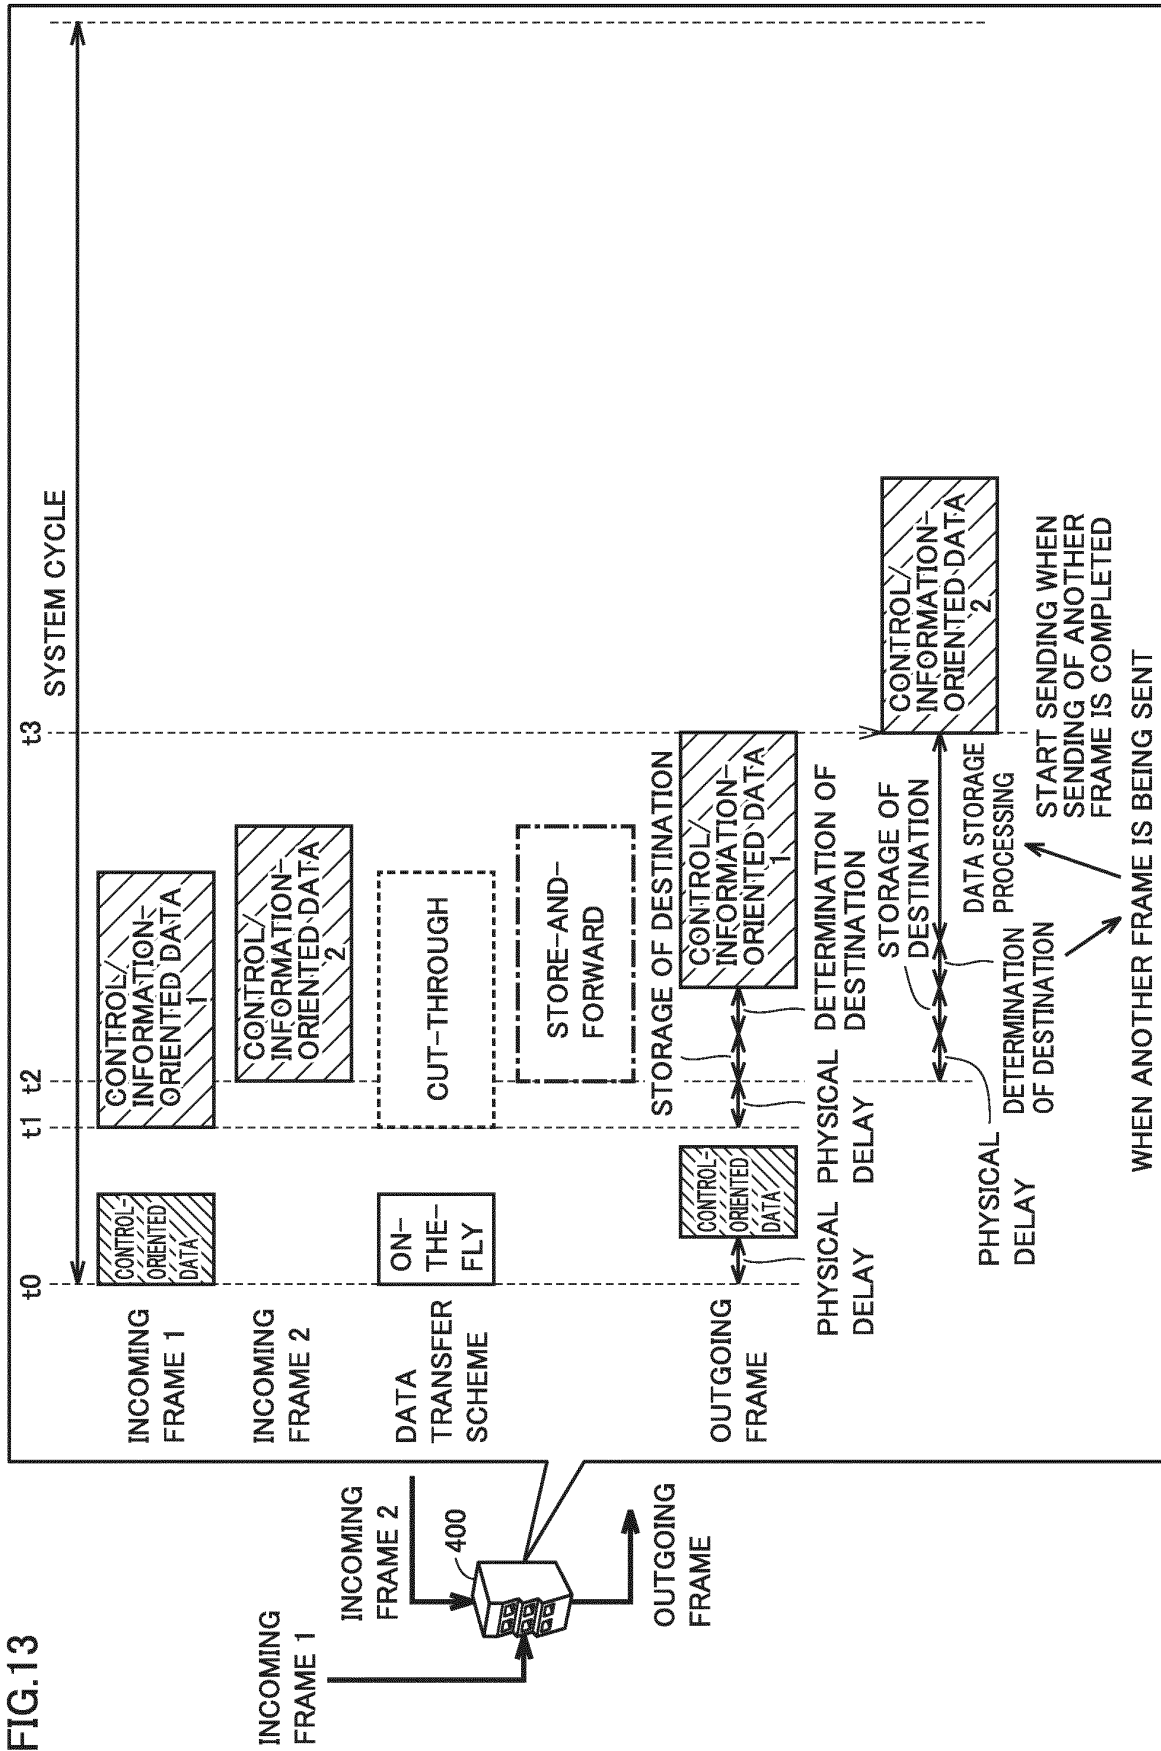 FIG.13
INCOMING
FRAME 1
INCOMING
FRAME 2
400
OUTGOING
FRAME
SYSTEM CYCLE
t0
t1
t2
t3
INCOMING
FRAME 1
CONTROL-
ORIENTED
DATA
CONTROL/
INFORMATION-
ORIENTED DATA
1
INCOMING
FRAME 2
CONTROL/
INFORMATION-
ORIENTED DATA
2
DATA
TRANSFER
SCHEME
ON-
THE-
FLY
CUT-THROUGH
STORE-AND-
FORWARD
STORAGE OF DESTINATION
OUTGOING
FRAME
CONTROL-
ORIENTED
DATA
CONTROL/
INFORMATION-
ORIENTED DATA
1
PHYSICAL
DELAY
PHYSICAL
DELAY
DETERMINATION OF
DESTINATION
STORAGE OF
DESTINATION
CONTROL/
INFORMATION-
ORIENTED DATA
2
PHYSICAL
DELAY
DETERMINATION
OF DESTINATION
DATA STORAGE
PROCESSING
START SENDING WHEN
SENDING OF ANOTHER
FRAME IS COMPLETED
WHEN ANOTHER FRAME IS BEING SENT